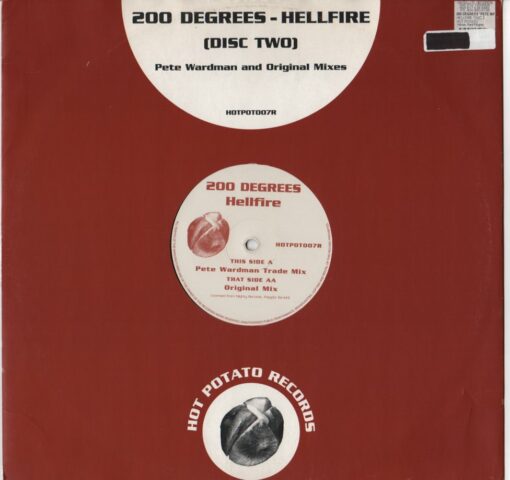 200 DEGREES - HELLFIRE
(DISC TWO)
Pete Wardman and Original Mixes
HOTPOT007R
200 DEGREES
Hellfire
HOTPOT007R
THIS SIDE A
Pete Wardman Trade Mix
THAT SIDE AA
Original Mix
HOT POTATO RECORDS